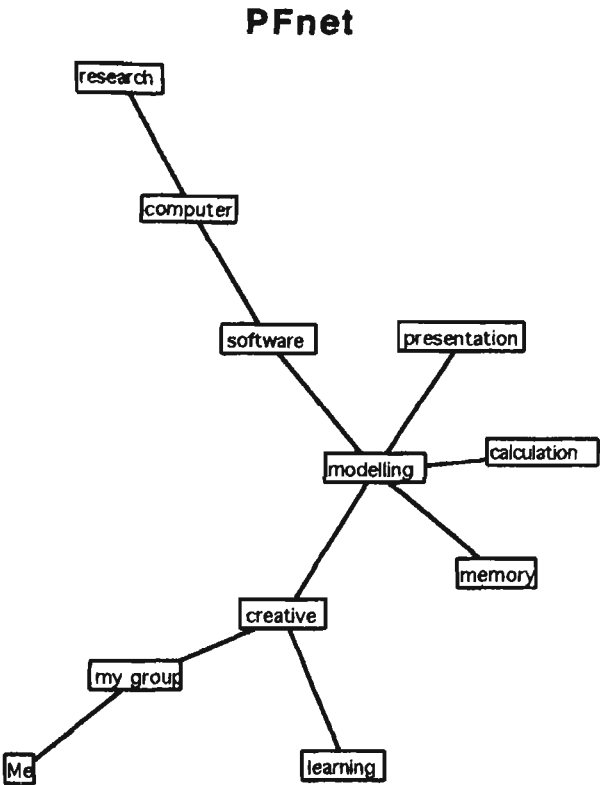 PFnet
research
computer
software
presentation
calculation
modelling
memory
creative
my group
Me
learning